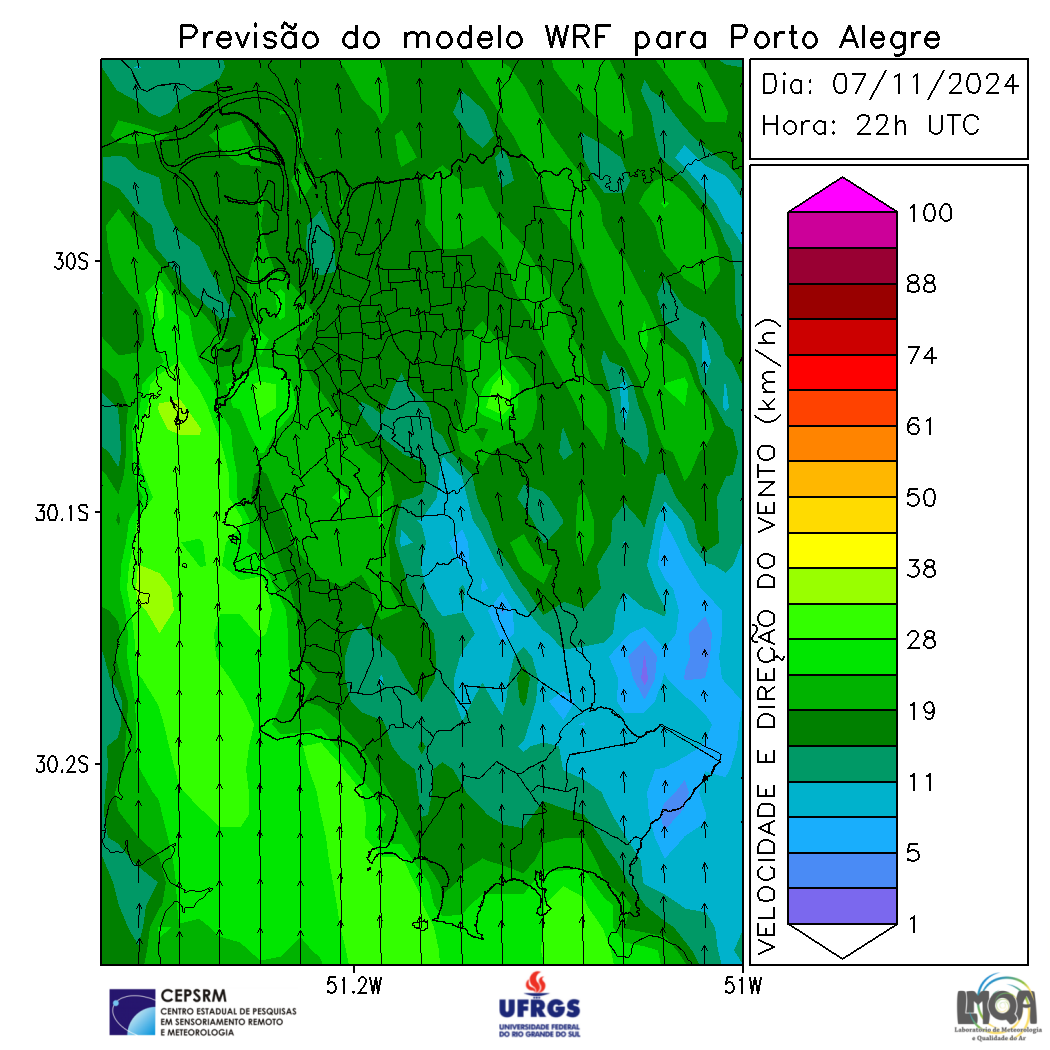 Previsão do modelo WRF para Porto Alegre
Dia: 07/11/2024
Hora: 22h UTC
30S
30.1S
30.2S
51.2W
51W
VELOCIDADE E DIREÇÃO DO VENTO (km/h)
100
88
74
61
50
38
28
19
11
5
1
CEPSRM
CENTRO ESTADUAL DE PESQUISAS
EM SENSORIAMENTO REMOTO
E METEOROLOGIA
UFRGS
UNIVERSIDADE FEDERAL
DO RIO GRANDE DO SUL
LMQA
Laboratório de Meteorologia
e Qualidade do Ar